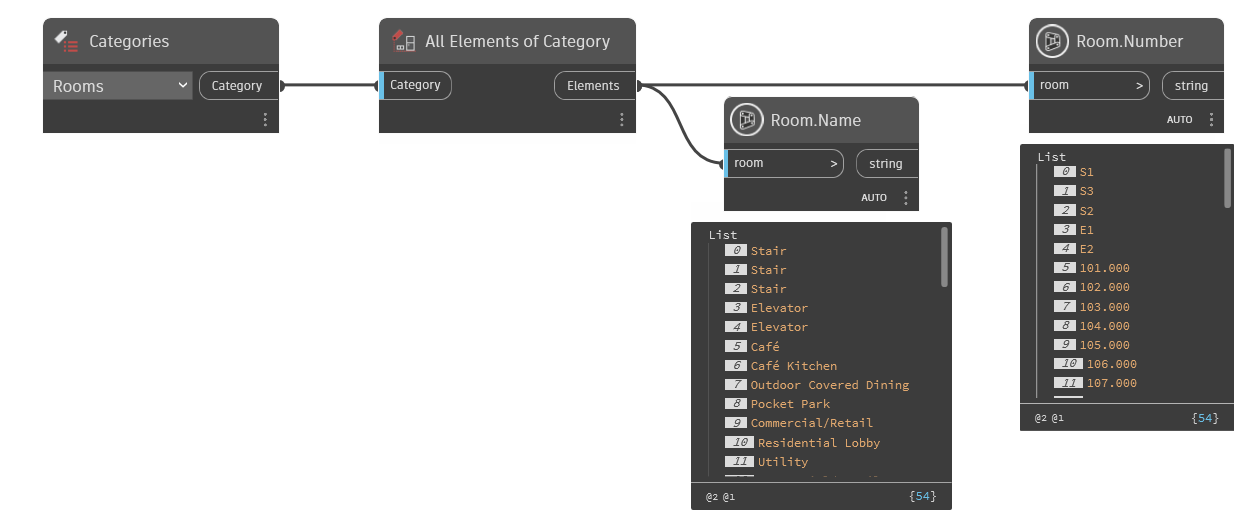 Categories
Rooms
Category
All Elements of Category
Category
Elements
Room.Name
room >
string
AUTO
List
0 Stair
1 Stair
2 Stair
3 Elevator
4 Elevator
5 Café
6 Café Kitchen
7 Outdoor Covered Dining
8 Pocket Park
9 Commercial/Retail
10 Residential Lobby
11 Utility
@2 @1
{54}
Room.Number
room >
string
AUTO
List
0 S1
1 S3
2 S2
3 E1
4 E2
5 101.000
6 102.000
7 103.000
8 104.000
9 105.000
10 106.000
11 107.000
@2 @1
{54}